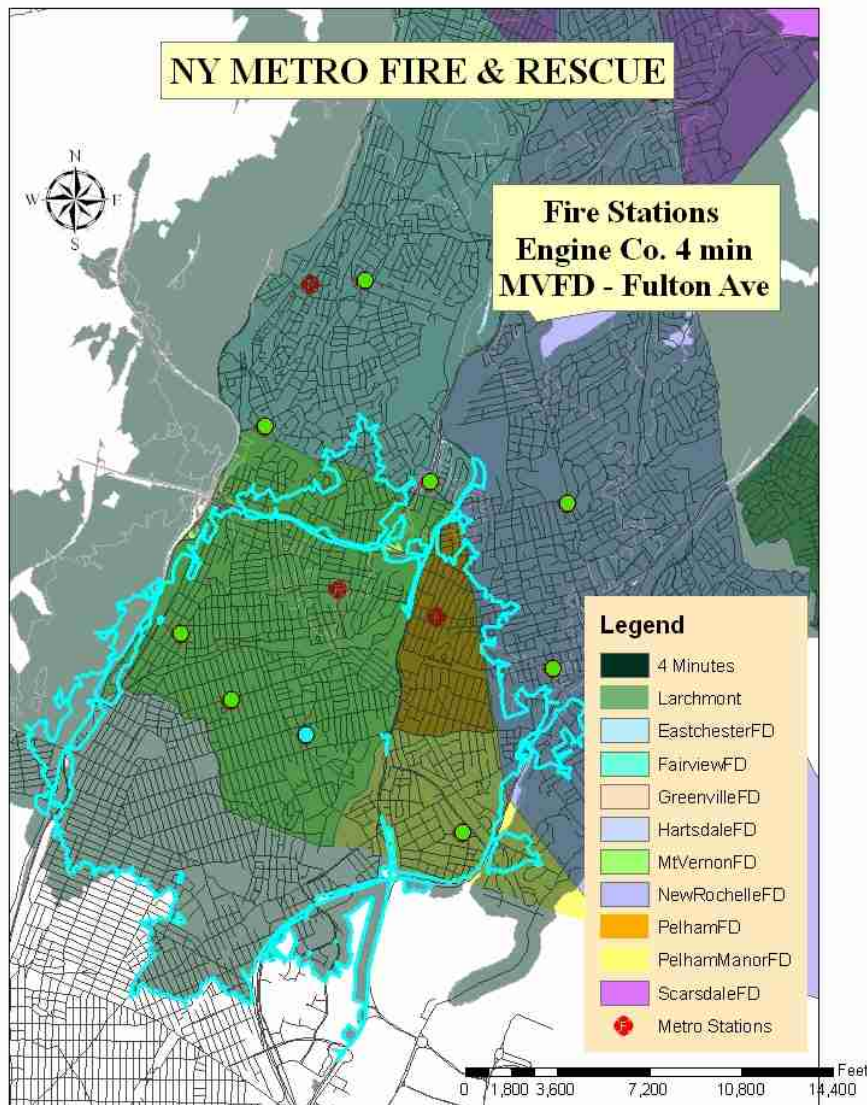 NY METRO FIRE & RESCUE
N
W E
S
Fire Stations
Engine Co. 4 min
MVFD - Fulton Ave
Legend
4 Minutes
Larchmont
EastchesterFD
FairviewFD
GreenvilleFD
HartsdaleFD
MtVernonFD
NewRochelleFD
PelhamFD
PelhamManorFD
ScarsdaleFD
F Metro Stations
Feet
0 1,800 3,600 7,200 10,800 14,400